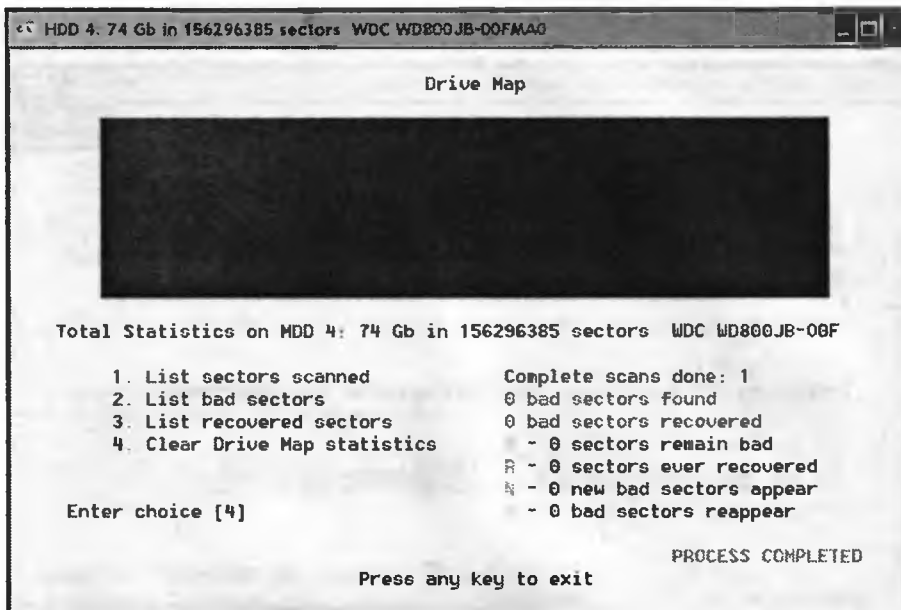 HDD 4: 74 Gb in 156296385 sectors WDC WD800JB-00FMA0
Drive Map
Total Statistics on HDD 4: 74 Gb in 156296385 sectors WDC WD800JB-00F
1. List sectors scanned
2. List bad sectors
3. List recovered sectors
4. Clear Drive Map statistics
Enter choice [4]
Complete scans done: 1
0 bad sectors found
0 bad sectors recovered
- 0 sectors remain bad
R - 0 sectors ever recovered
N - 0 new bad sectors appear
- 0 bad sectors reappear
PROCESS COMPLETED
Press any key to exit